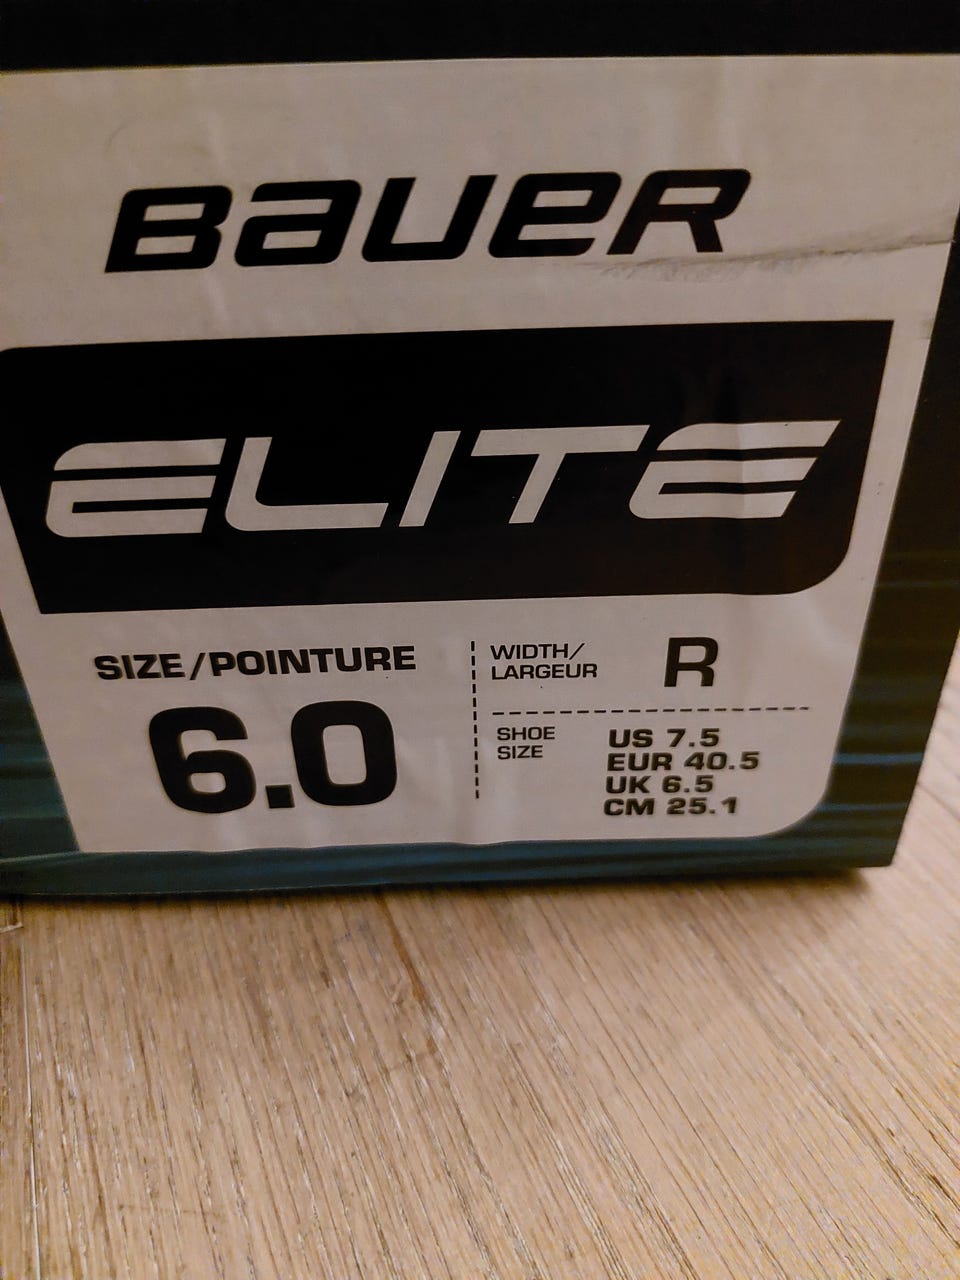 BAUER
ELITE
SIZE/POINTURE
6.0
WIDTH/
LARGEUR
R
SHOE
SIZE
US 7.5
EUR 40.5
UK 6.5
CM 25.1